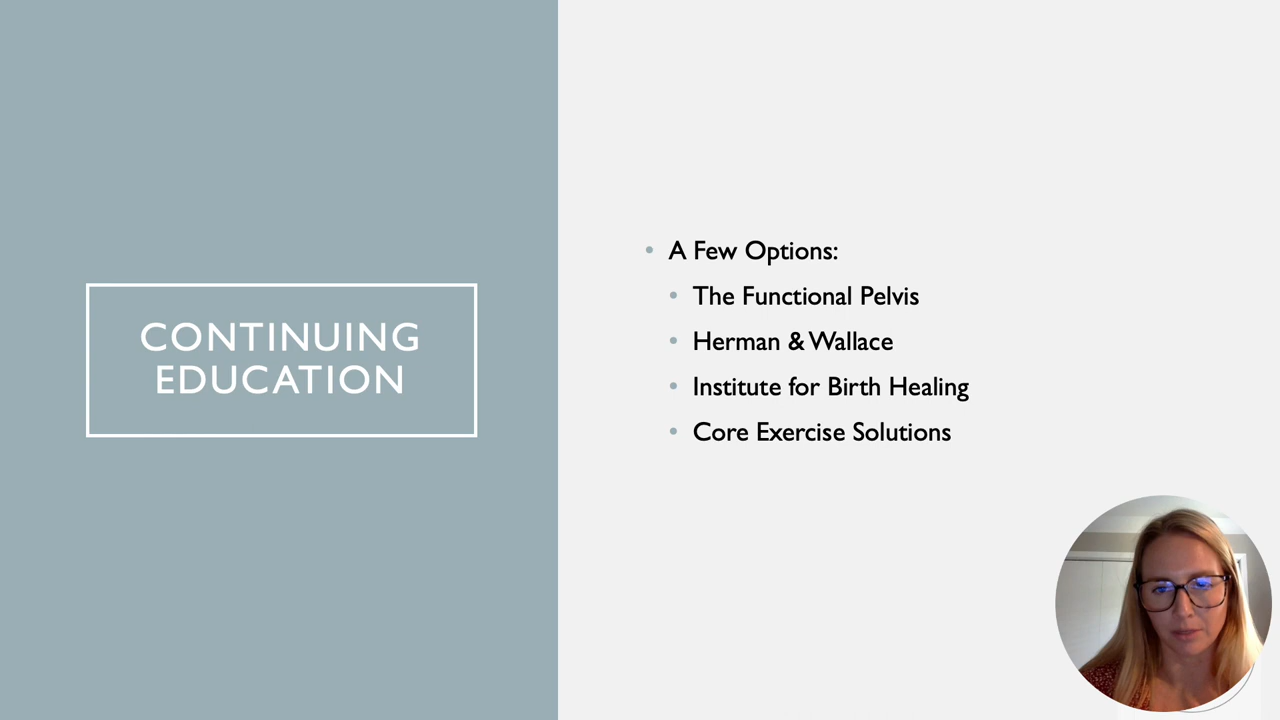 CONTINUING
EDUCATION
A Few Options:
The Functional Pelvis
Herman & Wallace
Institute for Birth Healing
Core Exercise Solutions